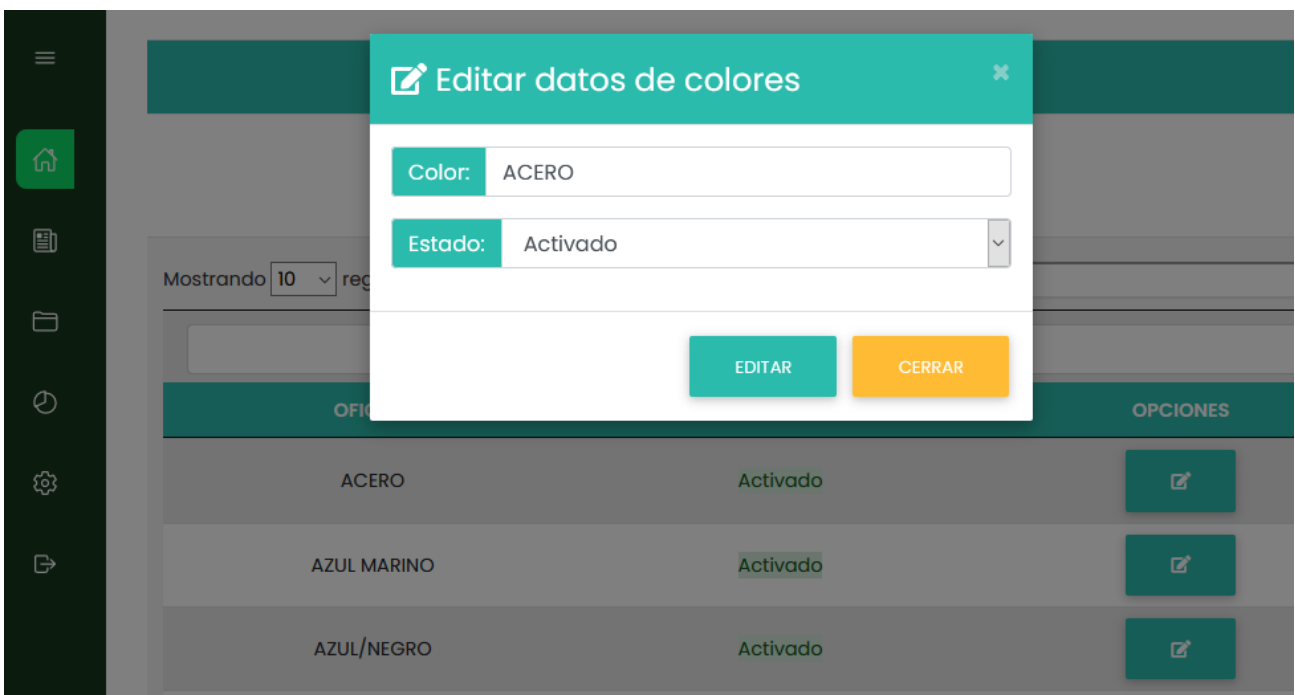 Editar datos de colores
Color: ACERO
Estado: Activado
Mostrando 10
EDITAR CERRAR
OPCIONES
ACERO Activado
AZUL MARINO Activado
AZUL/NEGRO Activado